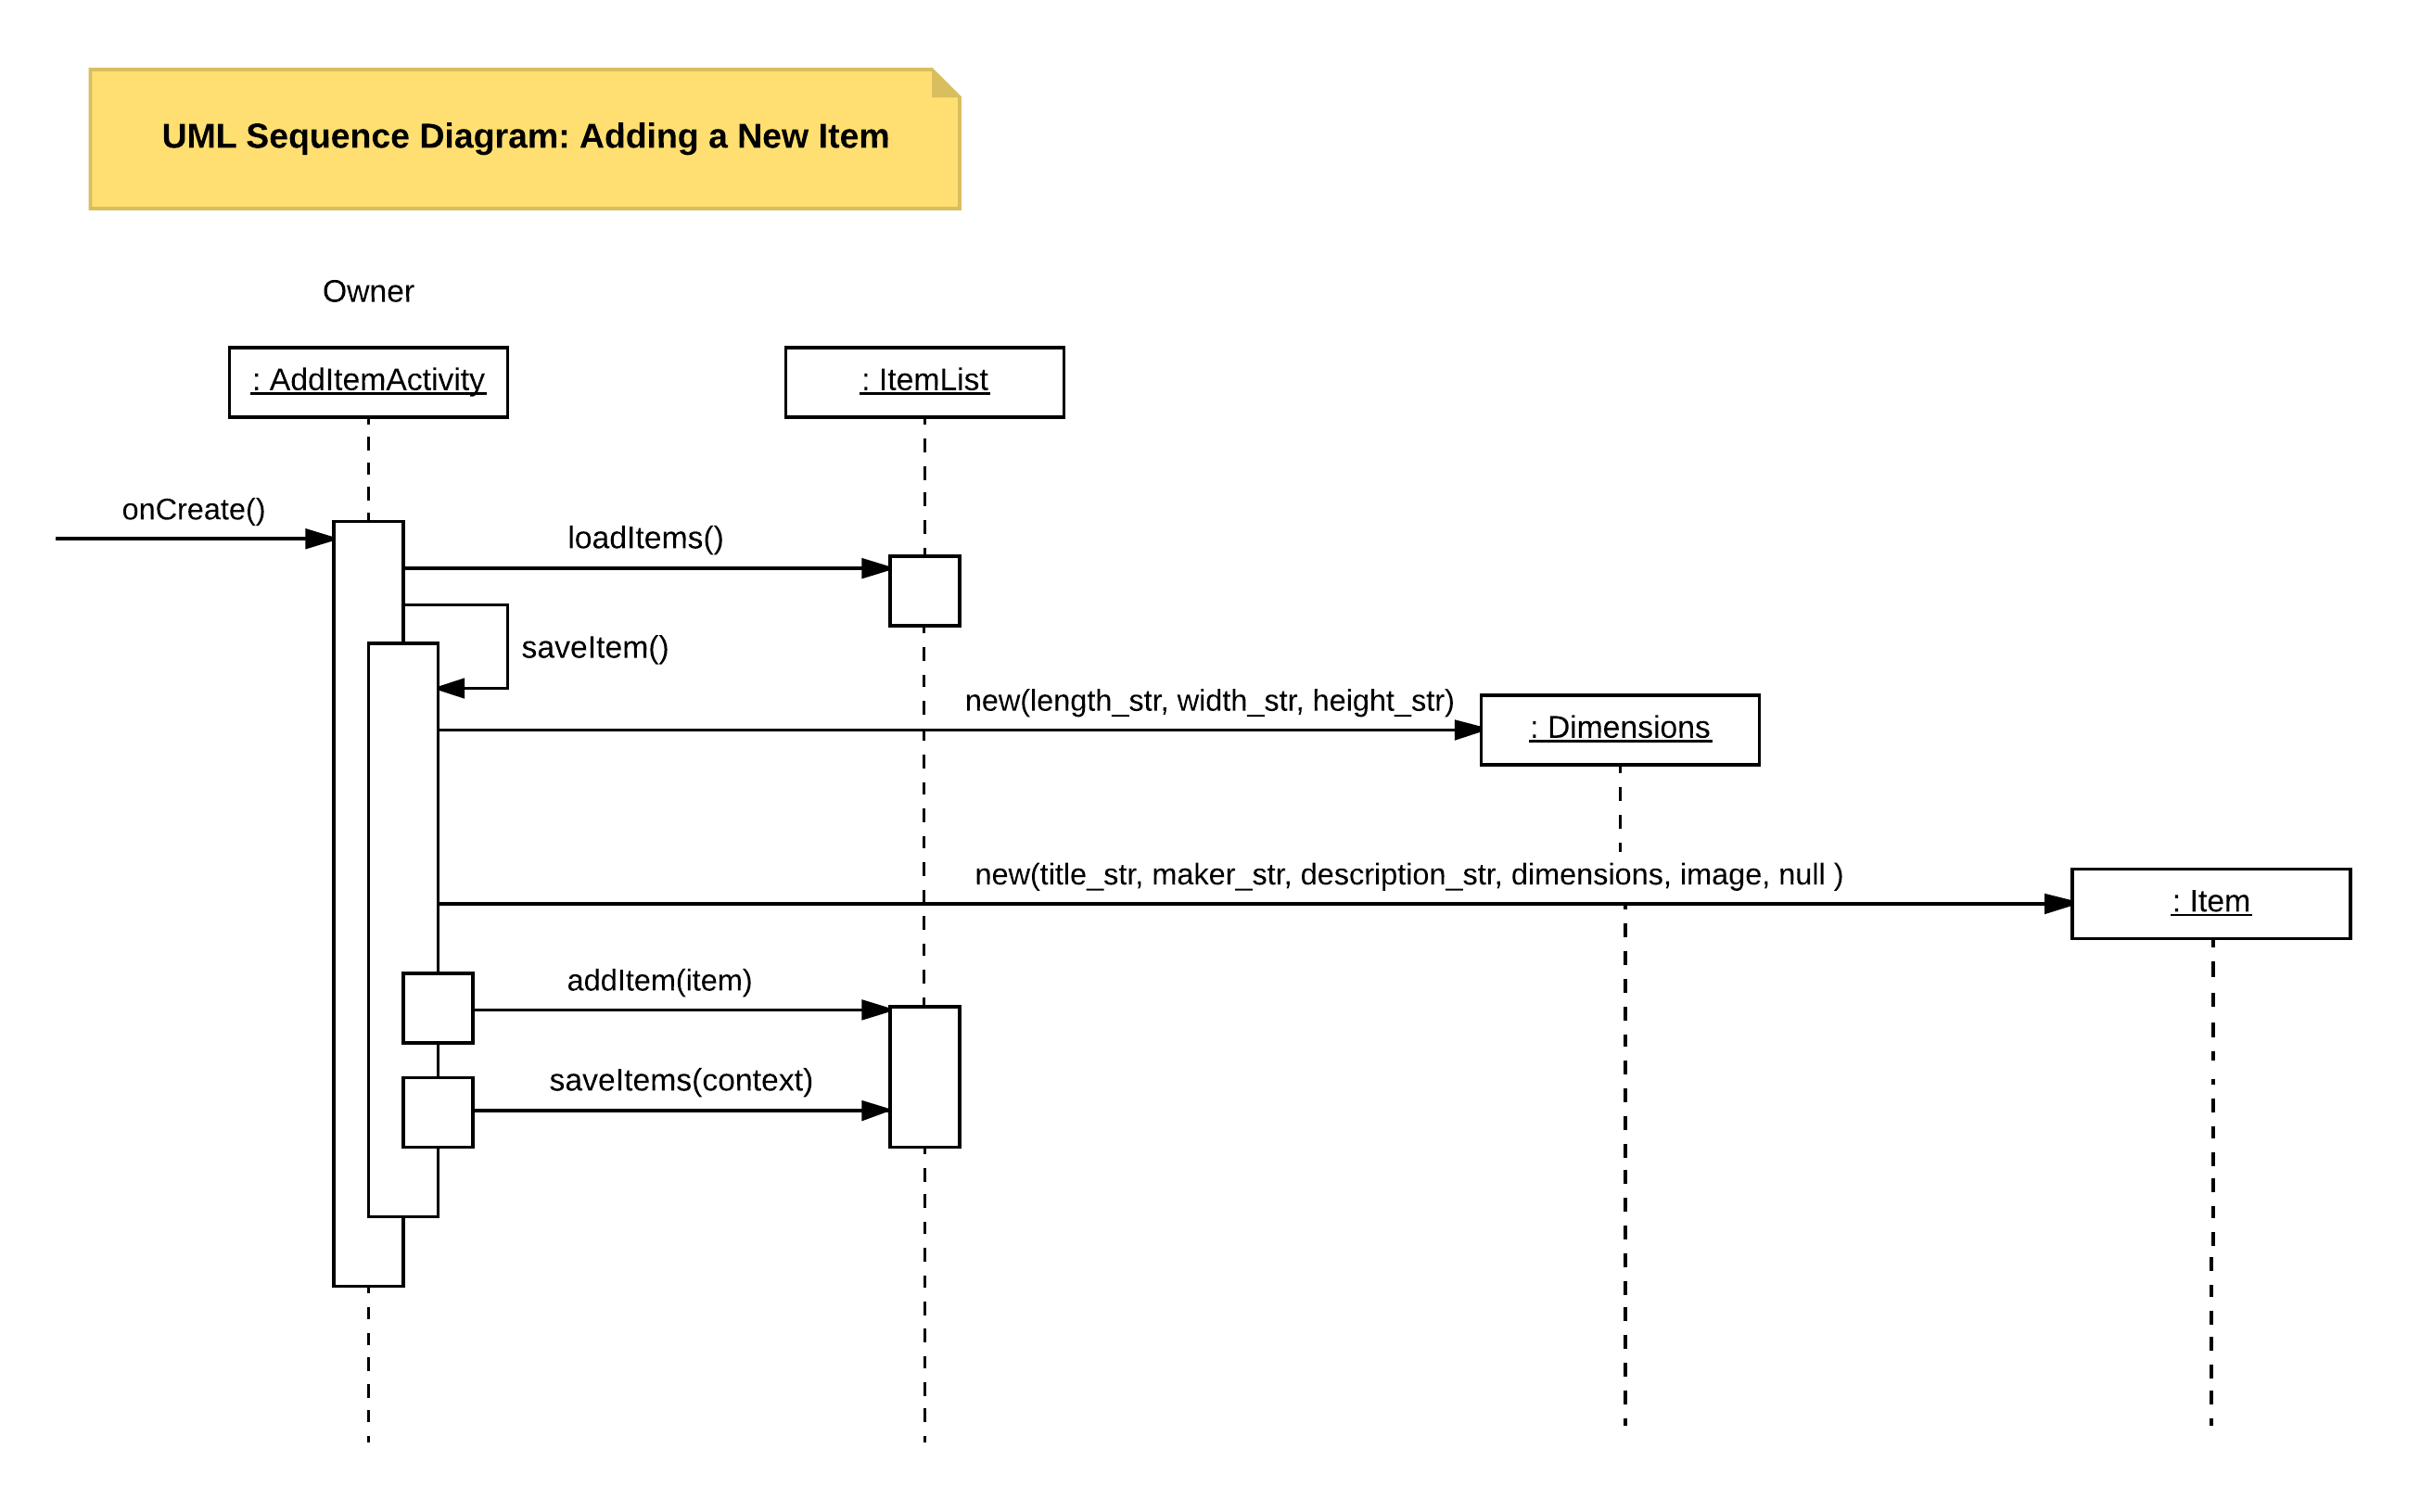 UML Sequence Diagram: Adding a New Item
Owner
: AddItemActivity
: ItemList
onCreate()
loadItems()
saveItem()
new(length_str, width_str, height_str)
: Dimensions
new(title_str, maker_str, description_str, dimensions, image, null )
: Item
addItem(item)
saveItems(context)